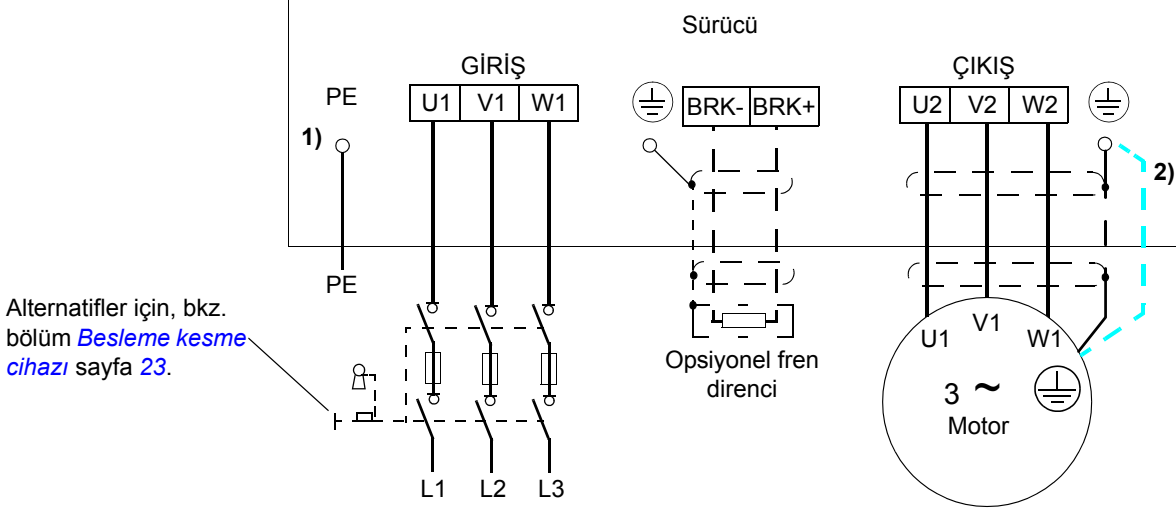 Sürücü
GİRİŞ
ÇIKIŞ
PE
U1 V1 W1
BRK- BRK+
U2 V2 W2
1)
2)
PE
Alternatifler için, bkz.
bölüm Besleme kesme
cihazı sayfa 23.
U1 V1 W1
Opsiyonel fren
direnci
3 ~
Motor
L1 L2 L3